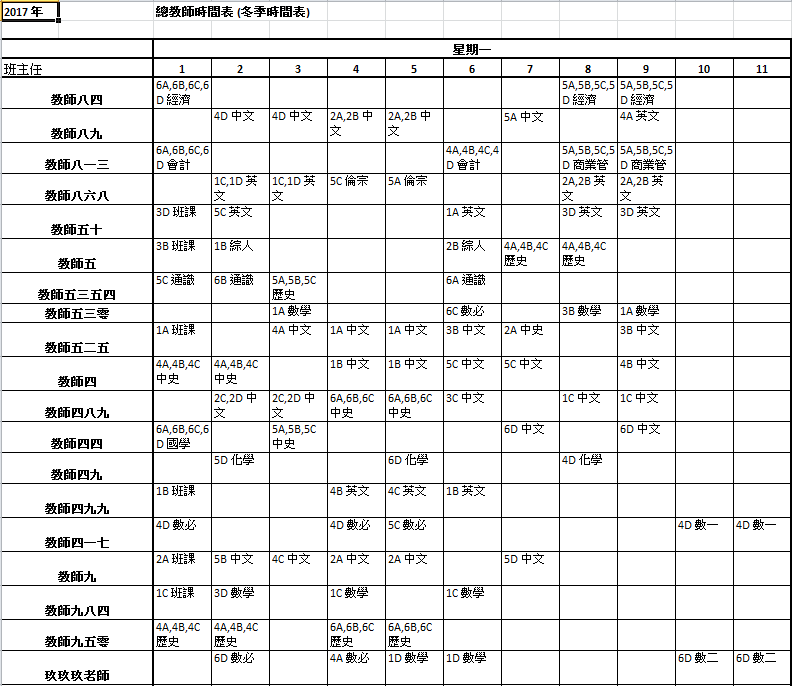 2017 年 總教師時間表 (冬季時間表)
星期一
班主任 1 2 3 4 5 6 7 8 9 10 11
教師八四 6A,6B,6C,6D 經濟 5A,5B,5C,5D 經濟 5A,5B,5C,5D 經濟
教師八九 4D 中文 4D 中文 2A,2B 中文 2A,2B 中文 5A 中文 4A 英文
教師八一三 6A,6B,6C,6D 會計 4A,4B,4C,4D 會計 5A,5B,5C,5D 商業管 5A,5B,5C,5D 商業管
教師八六八 1C,1D 英文 1C,1D 英文 5C 倫宗 5A 倫宗 2A,2B 英文 2A,2B 英文
教師五十 3D 班課 5C 英文 1A 英文 3D 英文 3D 英文
教師五 3B 班課 1B 綜人 2B 綜人 4A,4B,4C 歷史 4A,4B,4C 歷史
教師五三五四 5C 通識 6B 通識 5A,5B,5C 歷史 6A 通識
教師五三零 1A 數學 6C 數必 3B 數學 1A 數學
教師五二五 1A 班課 4A 中文 1A 中文 1A 中文 3B 中文 2A 中史 3B 中文
教師四 4A,4B,4C 中史 4A,4B,4C 中史 1B 中文 1B 中文 5C 中文 5C 中文 4B 中文
教師四八九 2C,2D 中文 2C,2D 中文 6A,6B,6C 中史 6A,6B,6C 中史 3C 中文 1C 中文 1C 中文
教師四四 6A,6B,6C,6D 國學 5A,5B,5C 中史 6D 中文 6D 中文
教師四九 5D 化學 6D 化學 4D 化學
教師四九九 1B 班課 4B 英文 4C 英文 1B 英文
教師四一七 4D 數必 4D 數必 5C 數必 4D 數一 4D 數一
教師九 2A 班課 5B 中文 4C 中文 2A 中文 2A 中文 5D 中文
教師九八四 1C 班課 3D 數學 1C 數學 1C 數學
教師九五零 4A,4B,4C 歷史 4A,4B,4C 歷史 6A,6B,6C 歷史 6A,6B,6C 歷史
玫玫玫老師 6D 數必 4A 數必 1D 數學 1D 數學 6D 數二 6D 數二